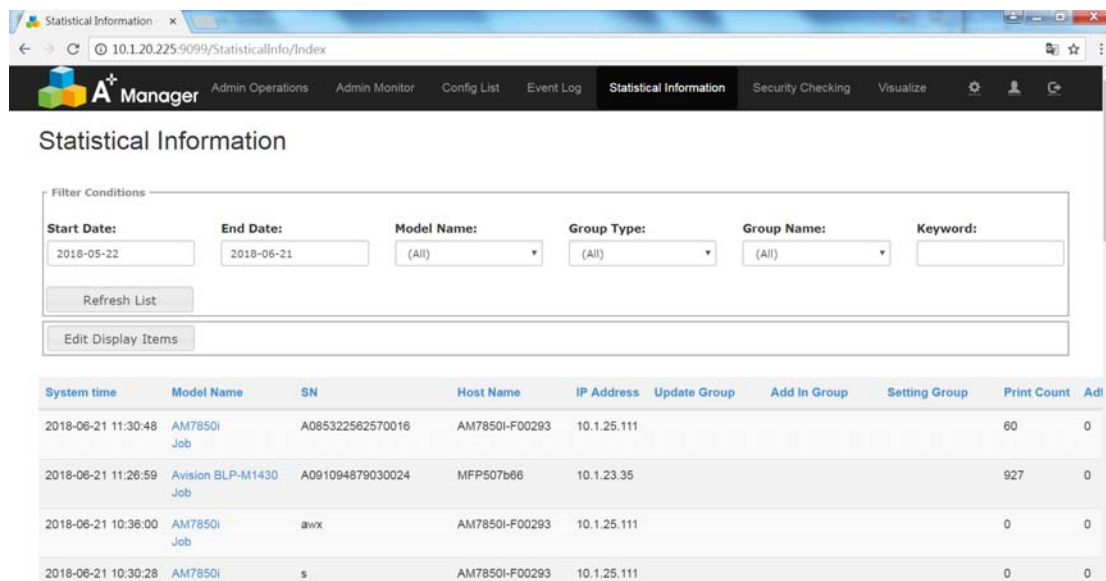 Statistical Information
10.1.20.225:9099/StatisticalInfo/Index
A+ Manager Admin Operations Admin Monitor Config List Event Log Statistical Information Security Checking Visualize
Statistical Information
Filter Conditions
Start Date: End Date: Model Name: Group Type: Group Name: Keyword:
2018-05-22 2018-06-21 (All) (All) (All)
Refresh List
Edit Display Items
System time Model Name SN Host Name IP Address Update Group Add In Group Setting Group Print Count
2018-06-21 11:30:48 AM7850i A085322562570016 AM7850I-F00293 10.1.25.111 60 0
Job
2018-06-21 11:26:59 Avision BLP-M1430 A091094879030024 MFP507b66 10.1.23.35 927 0
Job
2018-06-21 10:36:00 AM7850i awx AM7850I-F00293 10.1.25.111 0 0
Job
2018-06-21 10:30:28 AM7850i s AM7850I-F00293 10.1.25.111 0 0